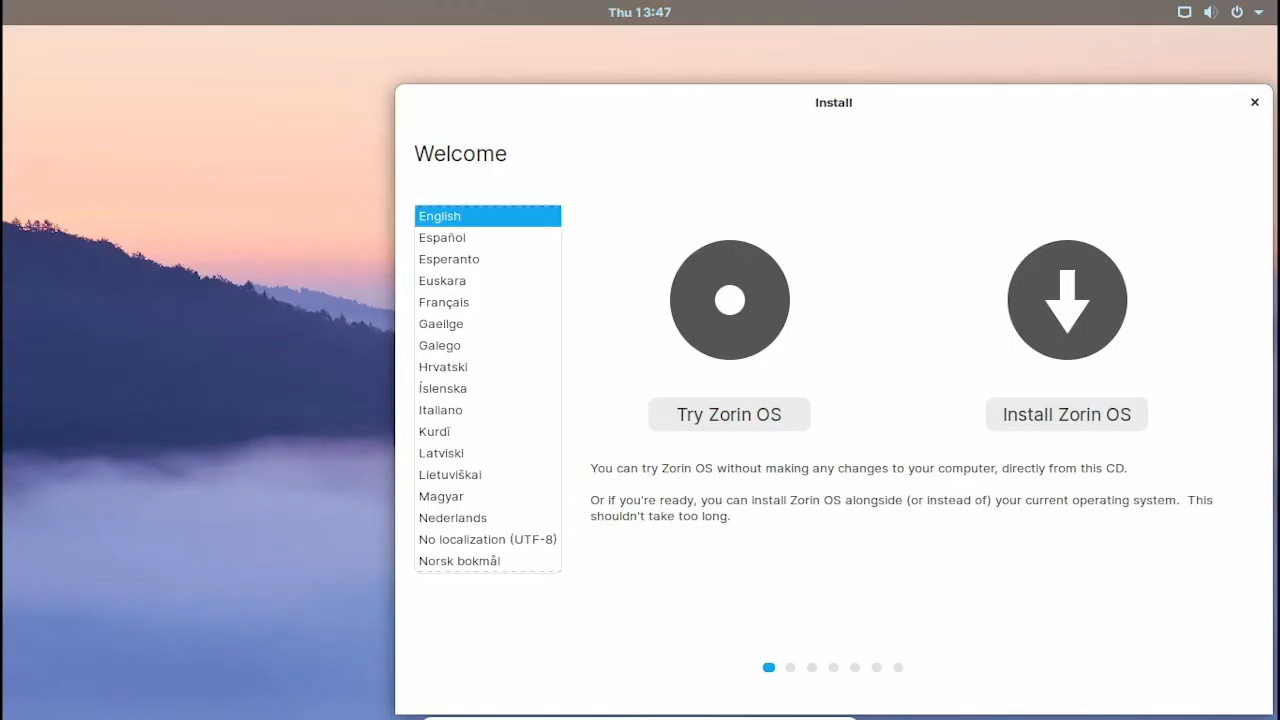 Thu 13:47
Install
Welcome
English
Español
Esperanto
Euskara
Français
Gaeilge
Galego
Hrvatski
Íslenska
Italiano
Kurdî
Latviski
Lietuviškai
Magyar
Nederlands
No localization (UTF-8)
Norsk bokmål
Try Zorin OS
Install Zorin OS
You can try Zorin OS without making any changes to your computer, directly from this CD.
Or if you're ready, you can install Zorin OS alongside (or instead of) your current operating system.  This
shouldn't take too long.